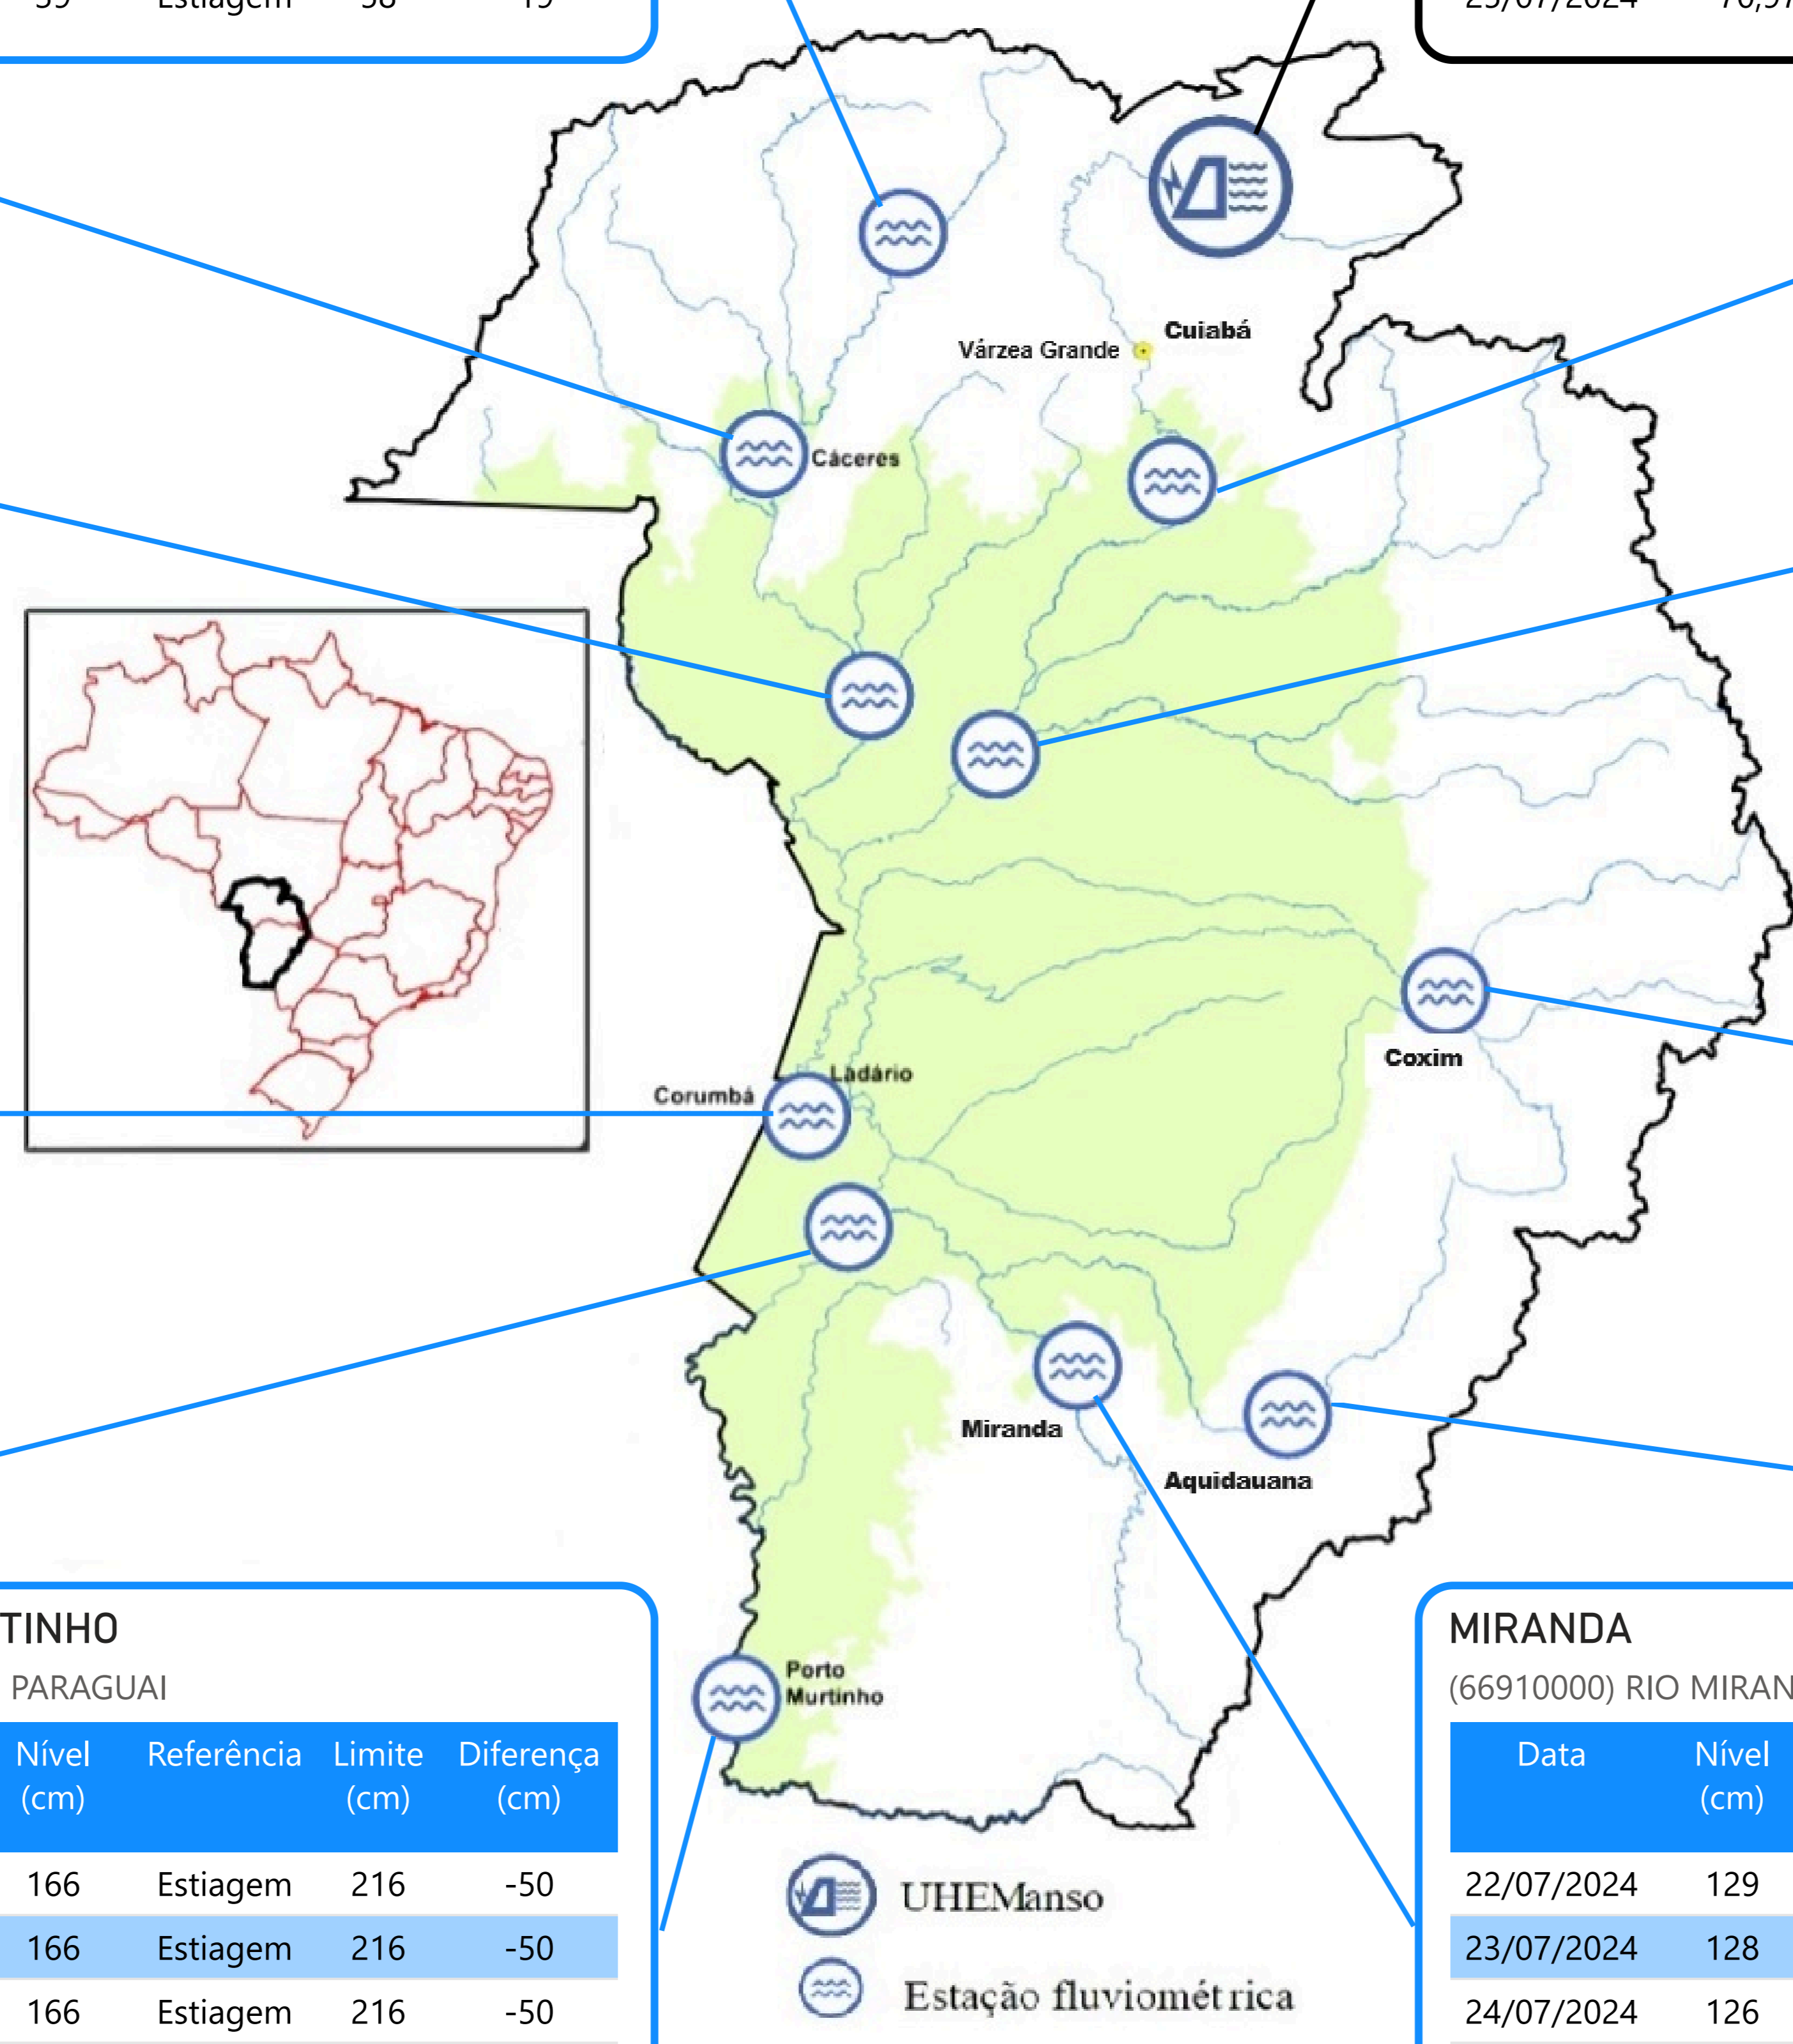 Estiagem
Cuiabá
Várzea Grande
Cáceres
Coxim
Ladário
Corumbá
Miranda
Aquidauana
Porto
Murtinho
TINHO
PARAGUAI
Nível Referência Limite Diferença
(cm) (cm) (cm)
166 Estiagem 216 -50
166 Estiagem 216 -50
166 Estiagem 216 -50
MIRANDA
(66910000) RIO MIRAN
Data Nível
(cm)
22/07/2024 129
23/07/2024 128
24/07/2024 126
UHEManso
Estação fluviométrica